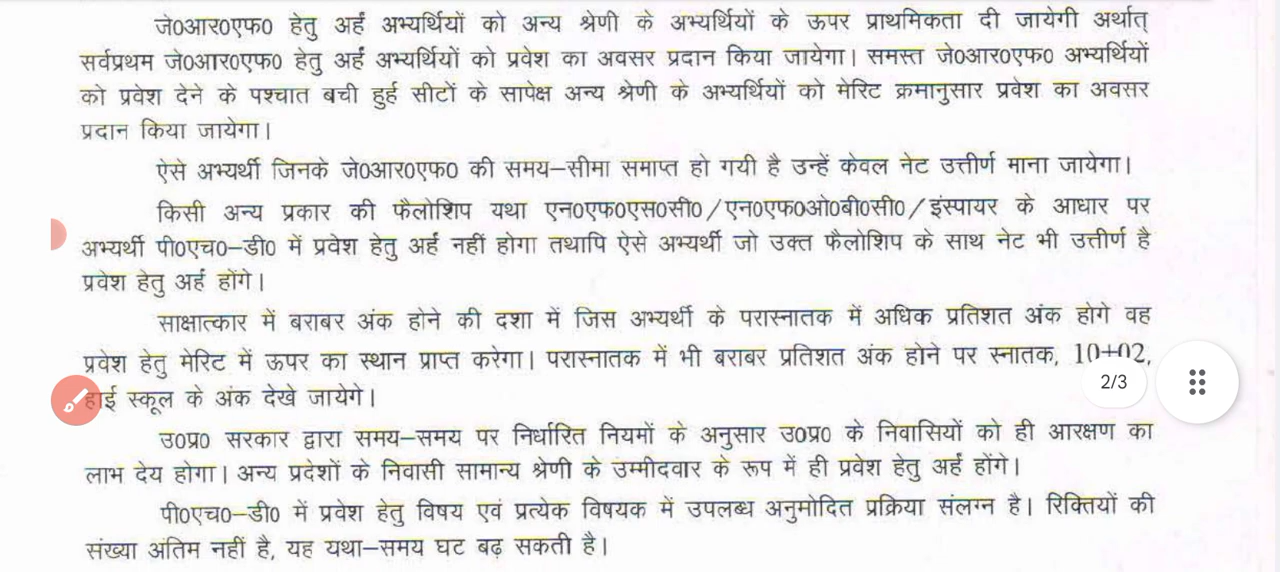 जे0आर0एफ0 हेतु अर्ह अभ्यर्थियों को अन्य श्रेणी के अभ्यर्थियों के ऊपर प्राथमिकता दी जायेगी अर्थात्
सर्वप्रथम जे0आर0एफ0 हेतु अर्ह अभ्यर्थियों को प्रवेश का अवसर प्रदान किया जायेगा। समस्त जे0आर0एफ0 अभ्यर्थियों
को प्रवेश देने के पश्चात बची हुई सीटों के सापेक्ष अन्य श्रेणी के अभ्यर्थियों को मेरिट क्रमानुसार प्रवेश का अवसर
प्रदान किया जायेगा।
ऐसे अभ्यर्थी जिनके जे0आर0एफ0 की समय–सीमा समाप्त हो गयी है उन्हें केवल नेट उत्तीर्ण माना जायेगा।
किसी अन्य प्रकार की फैलोशिप यथा एन0एफ0एस0सी0/एन0एफ0ओ0बी0सी0/इंस्पायर के आधार पर
अभ्यर्थी पी0एच0–डी0 में प्रवेश हेतु अर्ह नहीं होगा तथापि ऐसे अभ्यर्थी जो उक्त फैलोशिप के साथ नेट भी उत्तीर्ण है
प्रवेश हेतु अर्ह होंगे।
साक्षात्कार में बराबर अंक होने की दशा में जिस अभ्यर्थी के परास्नातक में अधिक प्रतिशत अंक होगे वह
प्रवेश हेतु मेरिट में ऊपर का स्थान प्राप्त करेगा। परास्नातक में भी बराबर प्रतिशत अंक होने पर स्नातक, 10+02,
हाई स्कूल के अंक देखे जायेगे।
2/3
उ0प्र0 सरकार द्वारा समय–समय पर निर्धारित नियमों के अनुसार उ0प्र0 के निवासियों को ही आरक्षण का
लाभ देय होगा। अन्य प्रदेशों के निवासी सामान्य श्रेणी के उम्मीदवार के रूप में ही प्रवेश हेतु अर्ह होंगे।
पी0एच0–डी0 में प्रवेश हेतु विषय एवं प्रत्येक विषयक में उपलब्ध अनुमोदित प्रक्रिया संलग्न है। रिक्तियों की
संख्या अंतिम नहीं है, यह यथा–समय घट बढ़ सकती है।